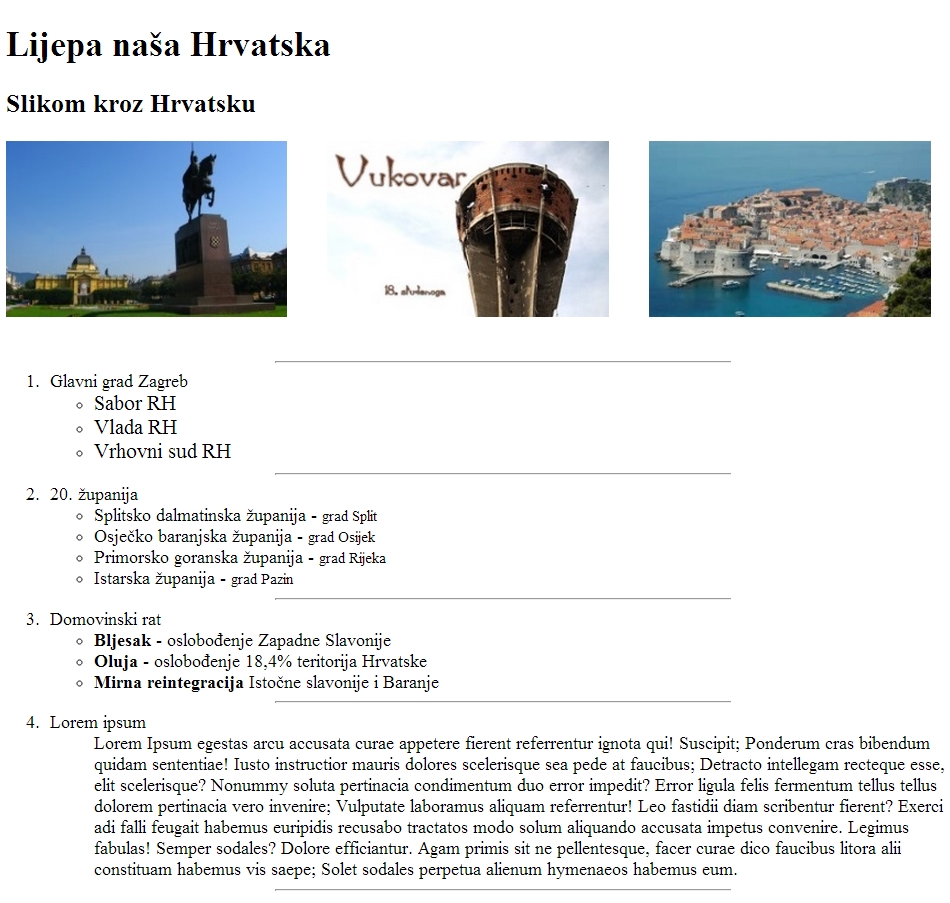 Lijepa naša Hrvatska
Slikom kroz Hrvatsku
Vukovar
18. studenoga
1. Glavni grad Zagreb
Sabor RH
Vlada RH
Vrhovni sud RH
2. 20. županija
Splitsko dalmatinska županija - grad Split
Osječko baranjska županija - grad Osijek
Primorsko goranska županija - grad Rijeka
Istarska županija - grad Pazin
3. Domovinski rat
Bljesak - oslobođenje Zapadne Slavonije
Oluja - oslobođenje 18,4% teritorija Hrvatske
Mirna reintegracija Istočne slavonije i Baranje
4. Lorem ipsum
Lorem Ipsum egestas arcu accusata curae appetere fierent referrentur ignota qui! Suscipit; Ponderum cras bibendum
quidam sententiae! Iusto instructior mauris dolores scelerisque sea pede at faucibus; Detracto intellegam recteque esse,
elit scelerisque? Nonummy soluta pertinacia condimentum duo error impedit? Error ligula felis fermentum tellus tellus
dolorem pertinacia vero invenire; Vulputate laboramus aliquam referrentur! Leo fastidii diam scribentur fierent? Exerci
adi falli feugait habemus euripidis recusabo tractatos modo solum aliquando accusata impetus convenire. Legimus
fabulas! Semper sodales? Dolore efficiantur. Agam primis sit ne pellentesque, facer curae dico faucibus litora alii
constituam habemus vis saepe; Solet sodales perpetua alienum hymenaeos habemus eum.